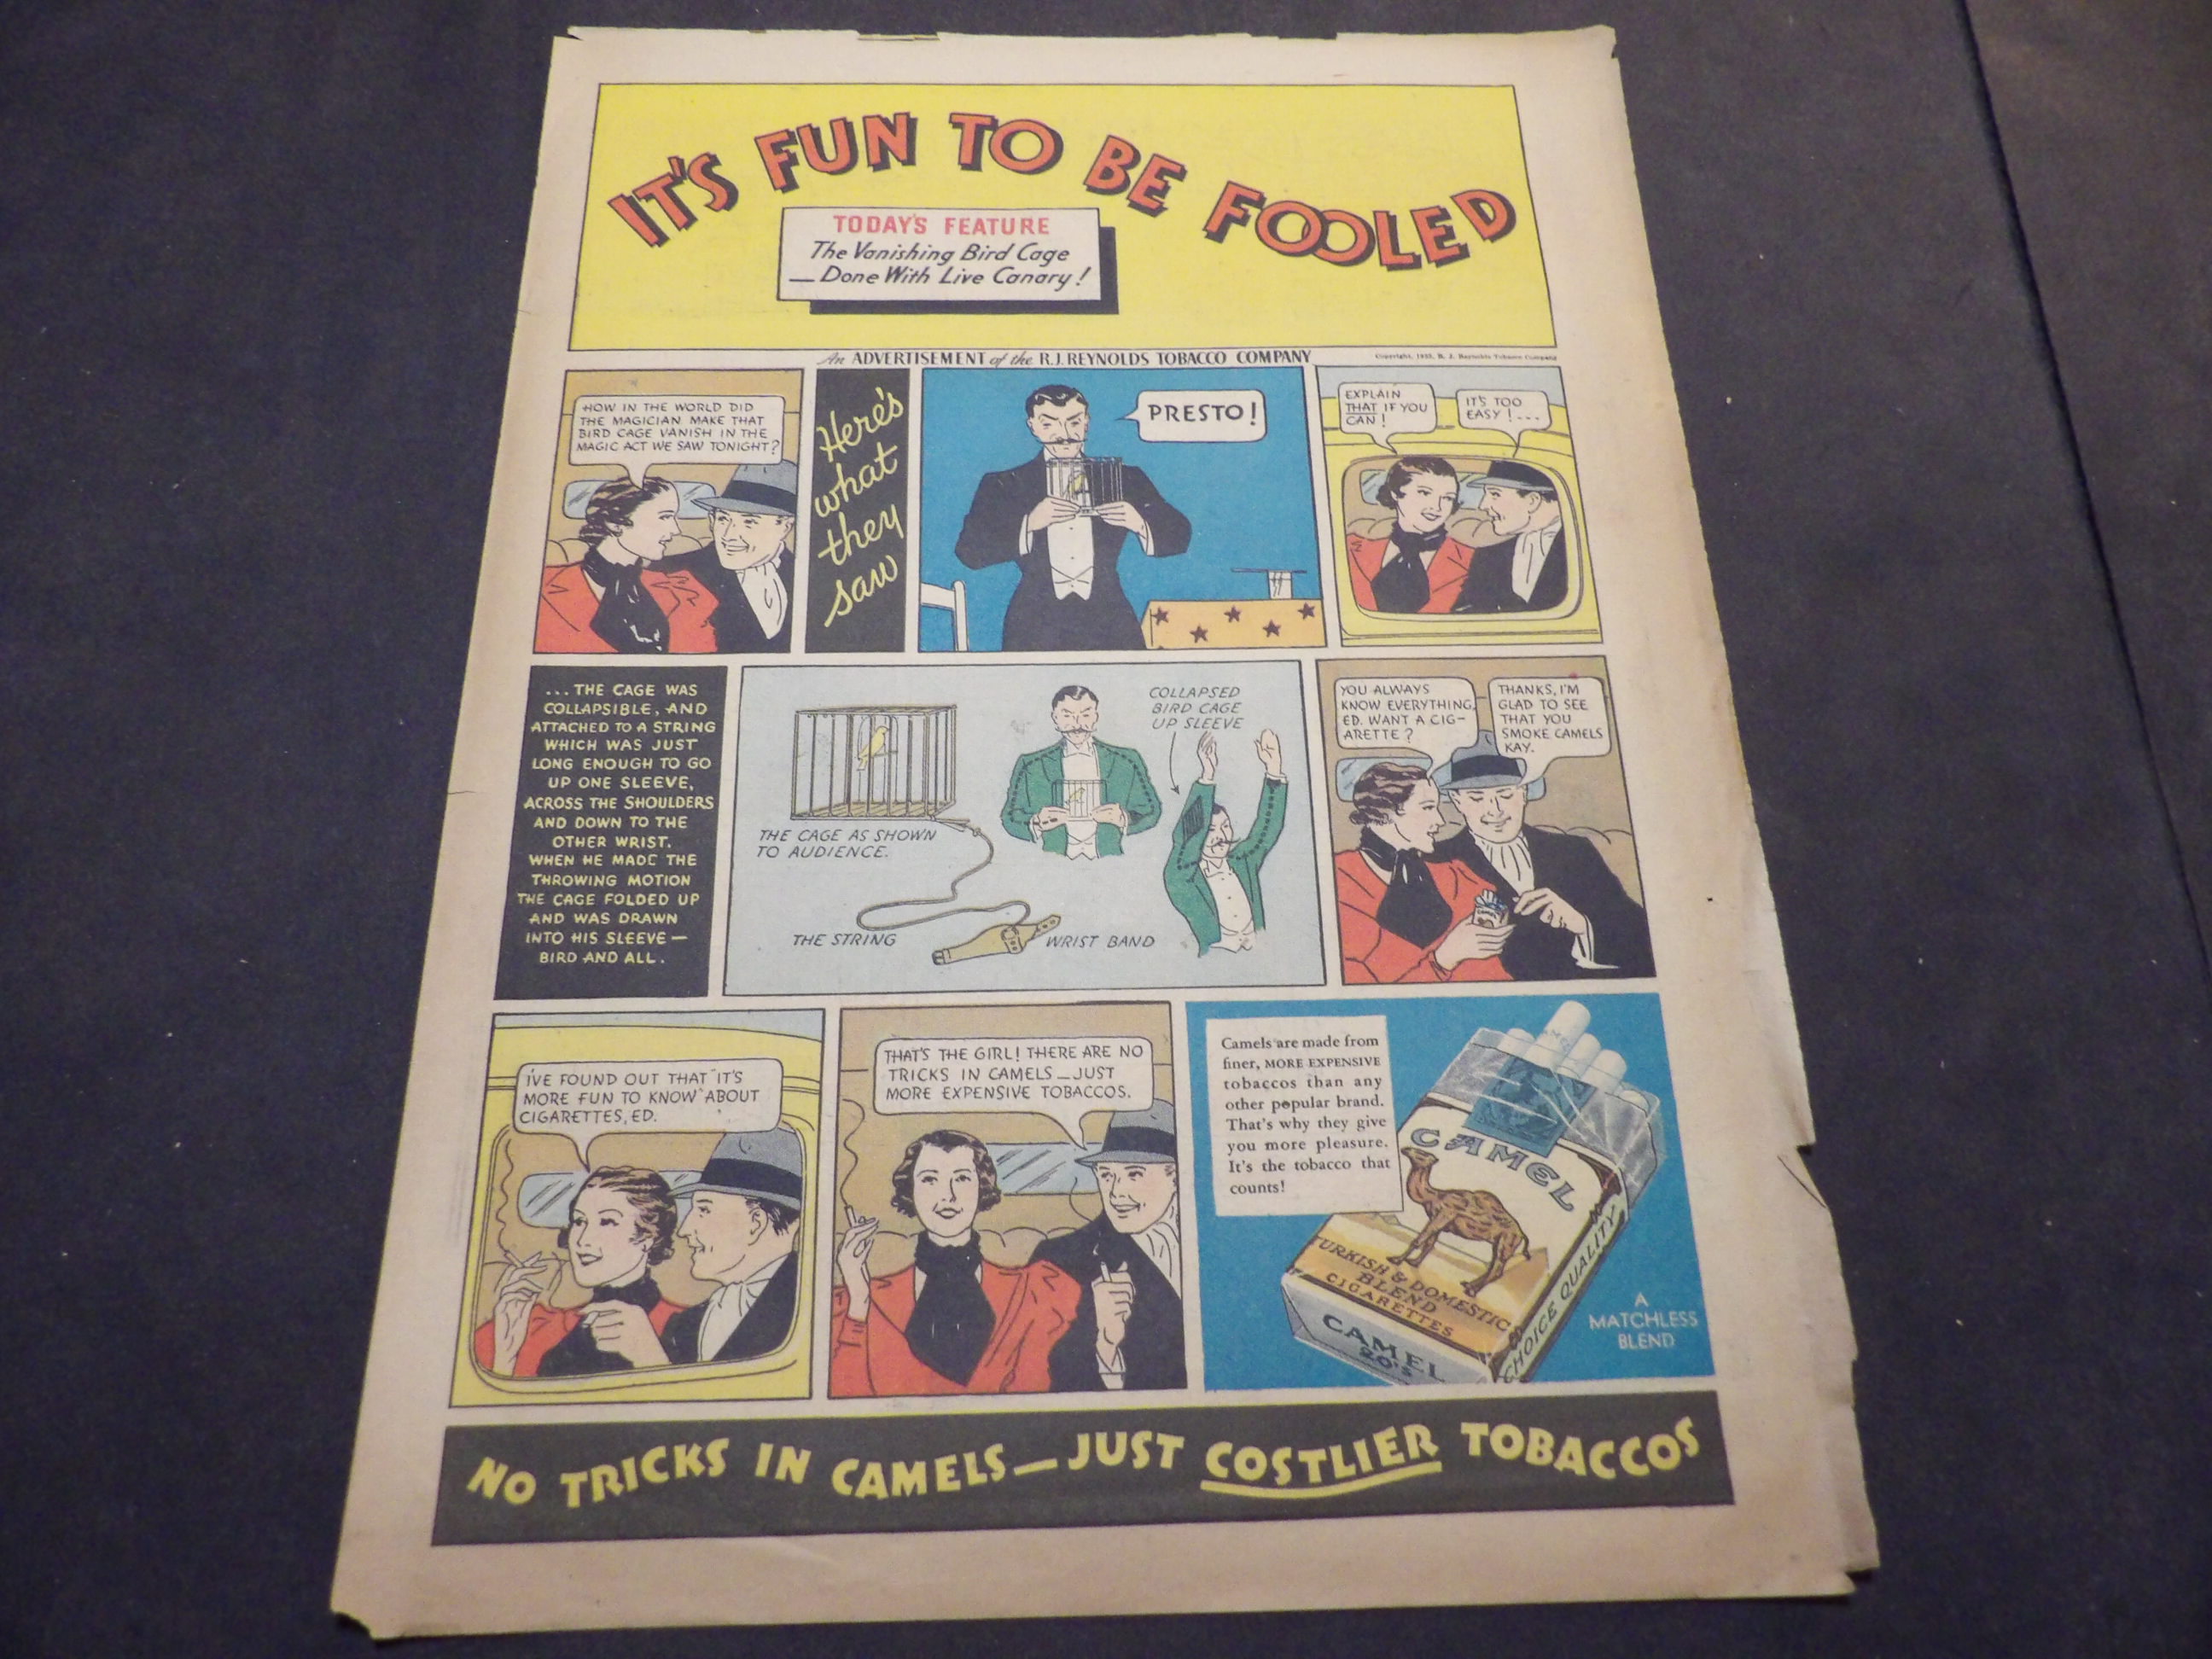 IT'S FUN TO BE FOOLED
TODAY'S FEATURE
The Vanishing Bird Cage
— Done With Live Canary!
An ADVERTISEMENT of the R.J. REYNOLDS TOBACCO COMPANY
Copyright, 1933, R. J. Reynolds Tobacco Company
HOW IN THE WORLD DID
THE MAGICIAN MAKE THAT
BIRD CAGE VANISH IN THE
MAGIC ACT WE SAW TONIGHT?
Here's
what
they
saw
PRESTO!
EXPLAIN
THAT IF YOU
CAN!
IT'S TOO
EASY!...
...THE CAGE WAS
COLLAPSIBLE, AND
ATTACHED TO A STRING
WHICH WAS JUST
LONG ENOUGH TO GO
UP ONE SLEEVE,
ACROSS THE SHOULDERS
AND DOWN TO THE
OTHER WRIST.
WHEN HE MADE THE
THROWING MOTION
THE CAGE FOLDED UP
AND WAS DRAWN
INTO HIS SLEEVE—
BIRD AND ALL.
THE CAGE AS SHOWN
TO AUDIENCE.
THE STRING
WRIST BAND
COLLAPSED
BIRD CAGE
UP SLEEVE
YOU ALWAYS
KNOW EVERYTHING,
ED. WANT A CIG-
ARETTE?
THANKS, I'M
GLAD TO SEE
THAT YOU
SMOKE CAMELS
KAY.
I'VE FOUND OUT THAT "IT'S
MORE FUN TO KNOW" ABOUT
CIGARETTES, ED.
THAT'S THE GIRL! THERE ARE NO
TRICKS IN CAMELS—JUST
MORE EXPENSIVE TOBACCOS.
Camels are made from
finer, MORE EXPENSIVE
tobaccos than any
other popular brand.
That's why they give
you more pleasure.
It's the tobacco that
counts!
CAMEL
TURKISH & DOMESTIC
BLEND
CIGARETTES
CAMEL
20'S
CHOICE QUALITY
A
MATCHLESS
BLEND
NO TRICKS IN CAMELS—JUST COSTLIER TOBACCOS